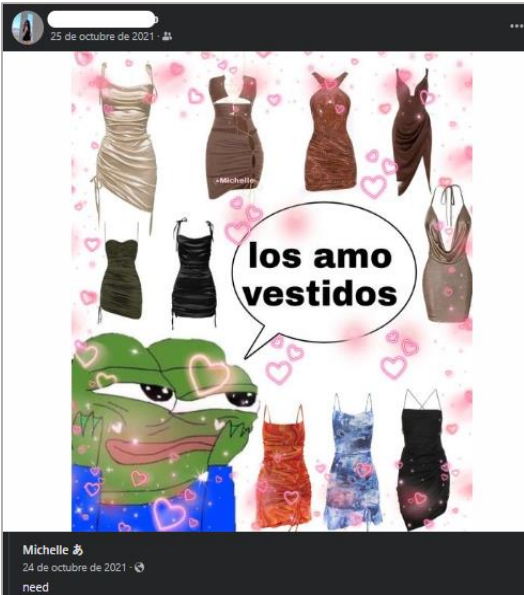 25 de octubre de 2021 ·
•Michelle•
los amo
vestidos
Michelle あ
24 de octubre de 2021 ·
need